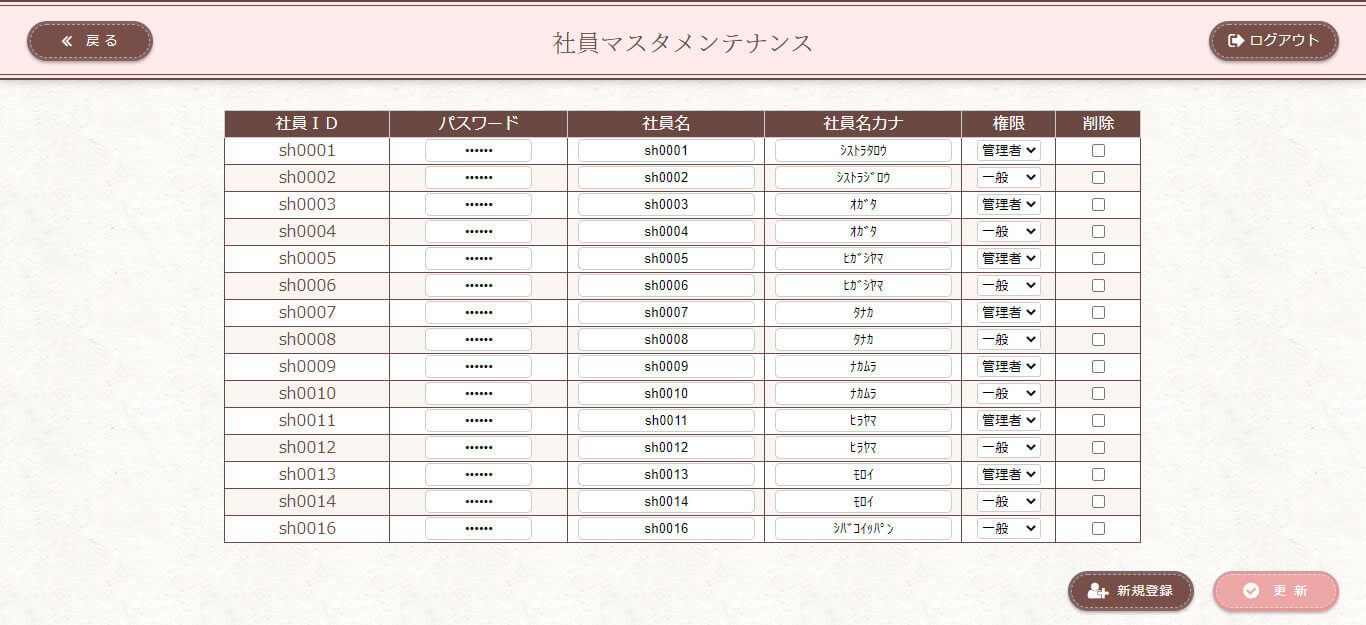 戻る
社員マスタメンテナンス
ログアウト
社員ＩＤ パスワード 社員名 社員名カナ 権限 削除
sh0001 •••••• sh0001 ｼｽﾄﾗﾀﾛｳ 管理者
sh0002 •••••• sh0002 ｼｽﾄﾗｼﾞﾛｳ 一般
sh0003 •••••• sh0003 ｵｶﾞﾀ 管理者
sh0004 •••••• sh0004 ｵｶﾞﾀ 一般
sh0005 •••••• sh0005 ﾋｶﾞｼﾔﾏ 管理者
sh0006 •••••• sh0006 ﾋｶﾞｼﾔﾏ 一般
sh0007 •••••• sh0007 ﾀﾅｶ 管理者
sh0008 •••••• sh0008 ﾀﾅｶ 一般
sh0009 •••••• sh0009 ﾅｶﾑﾗ 管理者
sh0010 •••••• sh0010 ﾅｶﾑﾗ 一般
sh0011 •••••• sh0011 ﾋﾗﾔﾏ 管理者
sh0012 •••••• sh0012 ﾋﾗﾔﾏ 一般
sh0013 •••••• sh0013 ﾓﾛｲ 管理者
sh0014 •••••• sh0014 ﾓﾛｲ 一般
sh0016 •••••• sh0016 ｼﾊﾞｺｲｯﾊﾟﾝ 一般
新規登録
更新